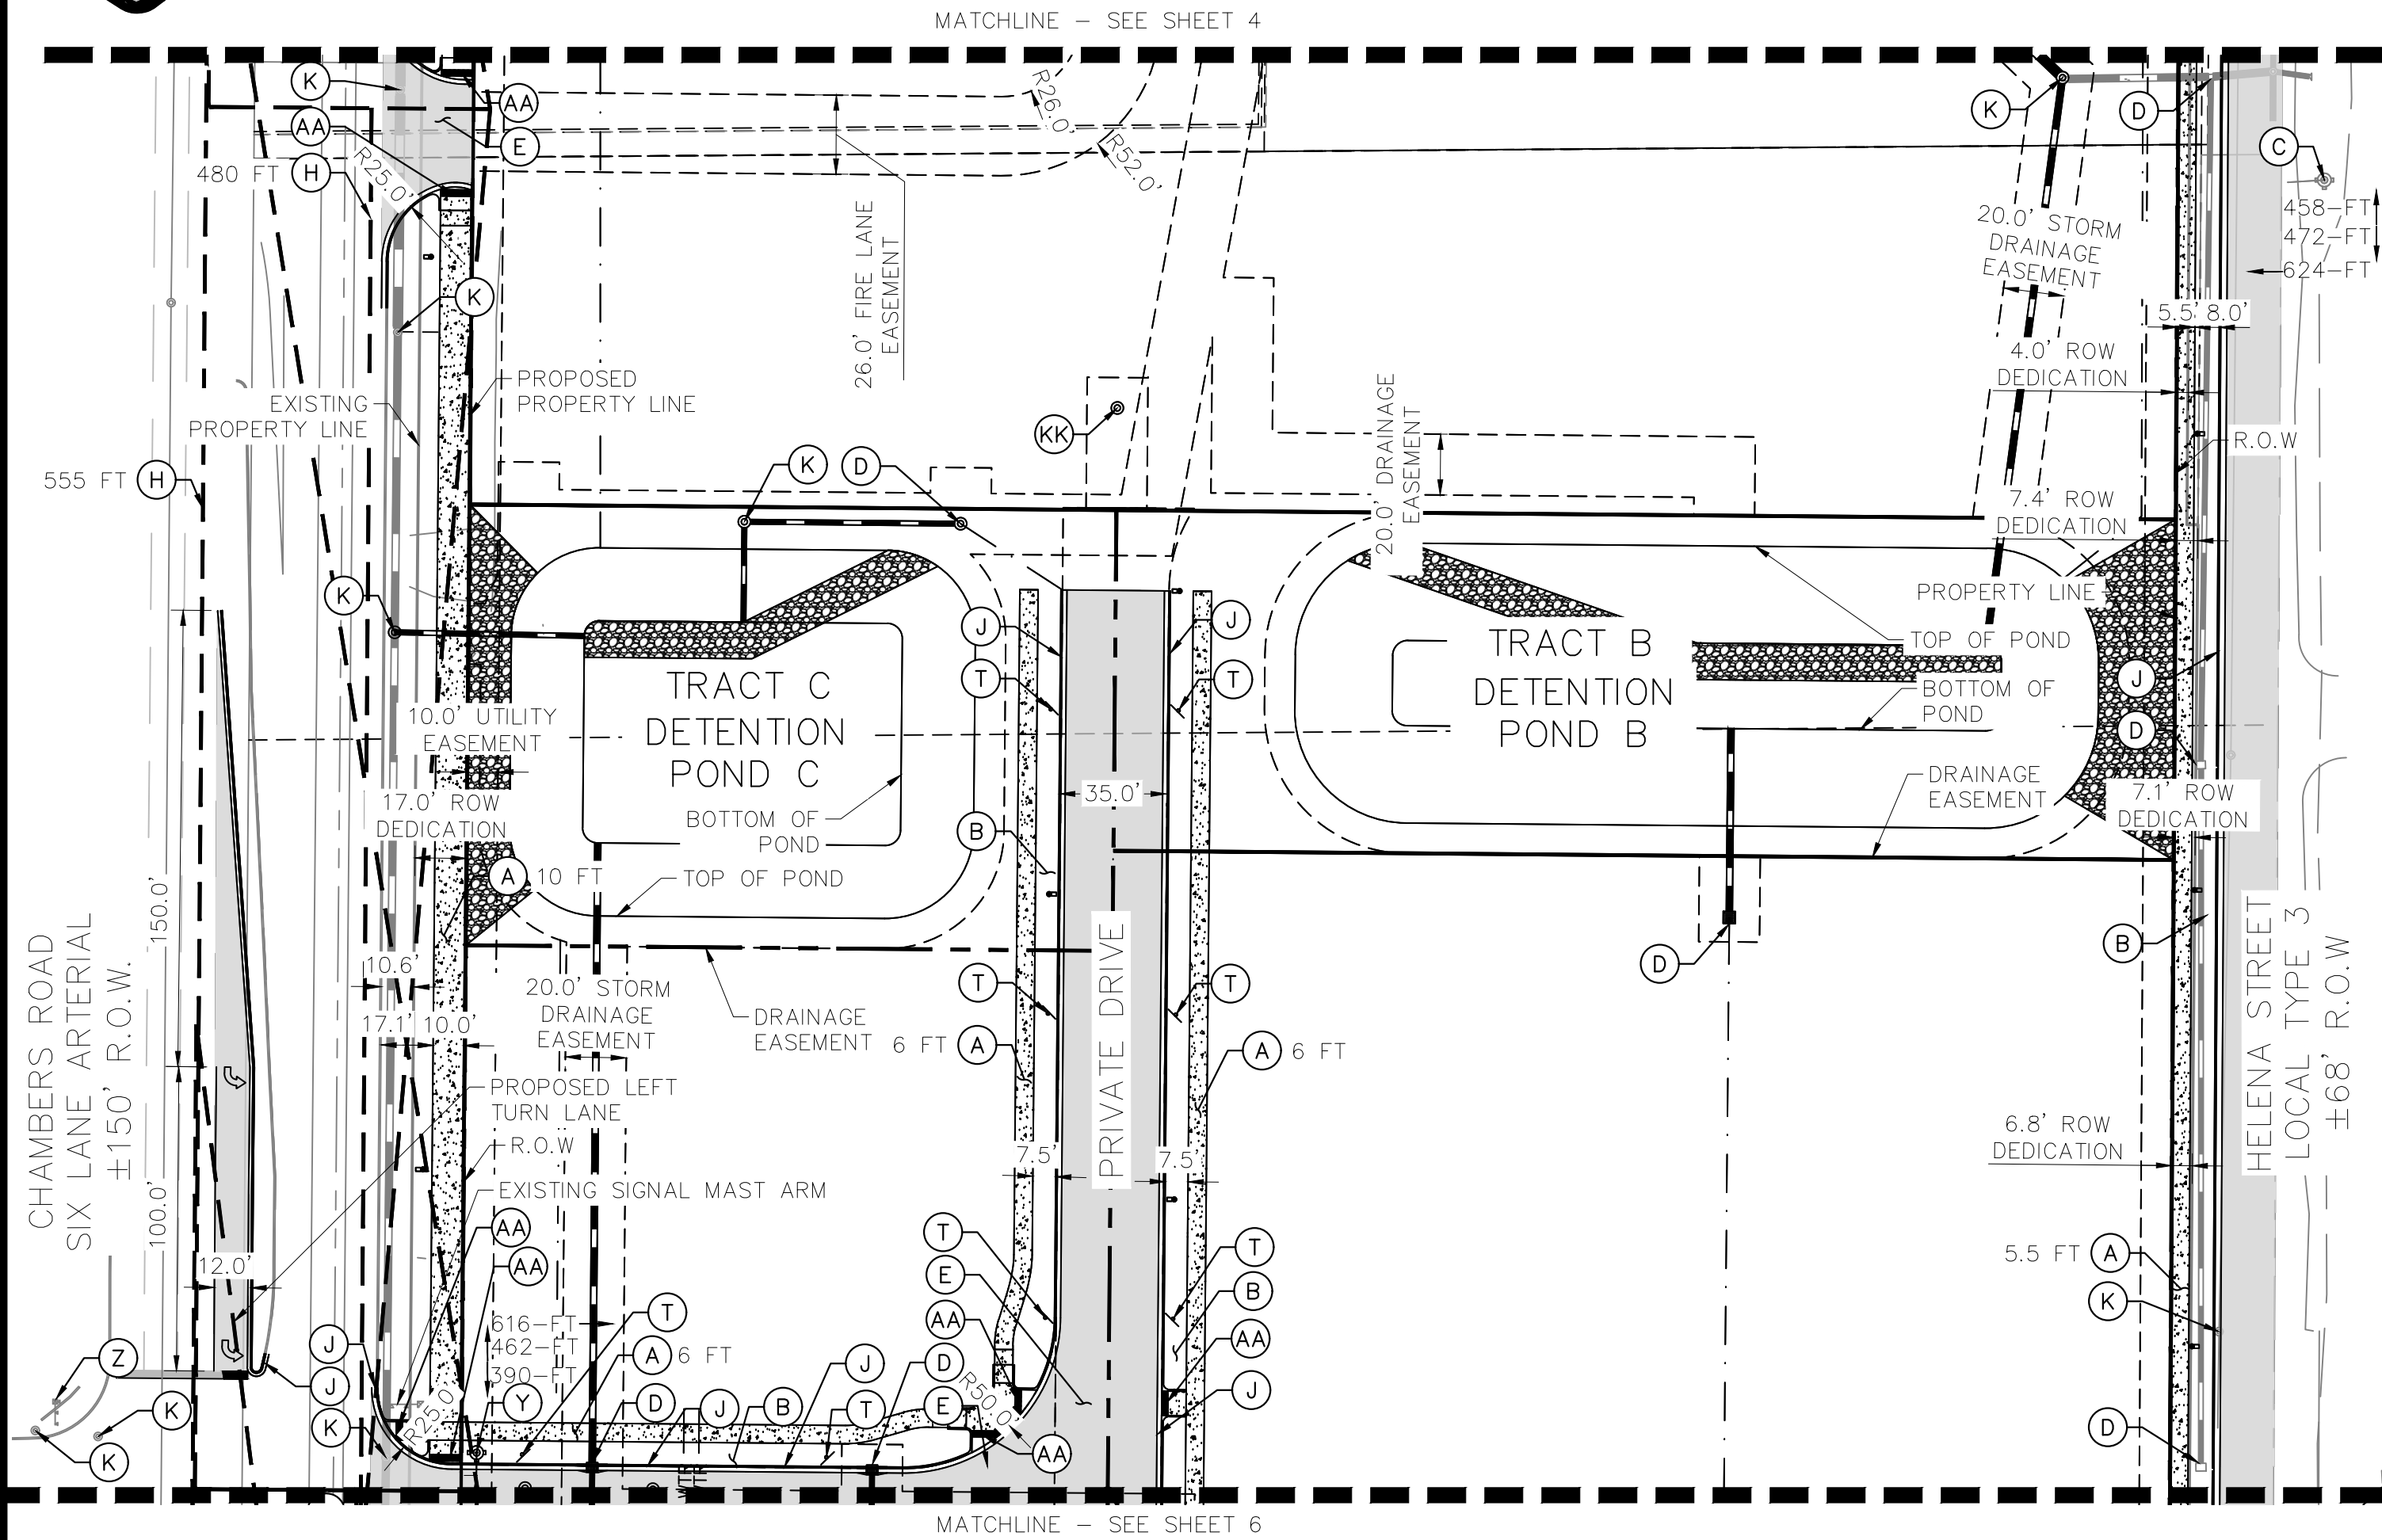 MATCHLINE – SEE SHEET 4
K
AA
AA
E
480 FT H
R25.0'
R26.0'
R52.0'
K
D
C
458–FT
472–FT
624–FT
20.0' STORM
DRAINAGE
EASEMENT
26.0' FIRE LANE
EASEMENT
K
5.5' 8.0'
4.0' ROW
DEDICATION
PROPOSED
PROPERTY LINE
EXISTING
PROPERTY LINE
20.0' DRAINAGE
EASEMENT
KK
R.O.W
555 FT H
K
D
7.4' ROW
DEDICATION
K
PROPERTY LINE
J
J
TRACT B
DETENTION
POND B
TOP OF POND
T
T
TRACT C
DETENTION
POND C
BOTTOM OF
POND
J
D
10.0' UTILITY
EASEMENT
35.0'
DRAINAGE
EASEMENT
7.1' ROW
DEDICATION
17.0' ROW
DEDICATION
BOTTOM OF
POND
B
A 10 FT
TOP OF POND
150.0'
CHAMBERS ROAD
SIX LANE ARTERIAL
±150' R.O.W.
10.6'
20.0' STORM
DRAINAGE
EASEMENT
17.1' 10.0'
DRAINAGE
EASEMENT
T
T
6 FT A
A 6 FT
PRIVATE DRIVE
D
B
HELENA STREET
LOCAL TYPE 3
±68' R.O.W
PROPOSED LEFT
TURN LANE
R.O.W
7.5'
7.5'
6.8' ROW
DEDICATION
EXISTING SIGNAL MAST ARM
100.0'
12.0'
AA
AA
T
T
E
B
5.5 FT A
K
616–FT
462–FT
390–FT
T
AA
AA
Z
J
A 6 FT
J
D
J
J
K
R25.0'
Y
D
J
B
T
E
R50.0'
K
K
AA
D
MATCHLINE – SEE SHEET 6